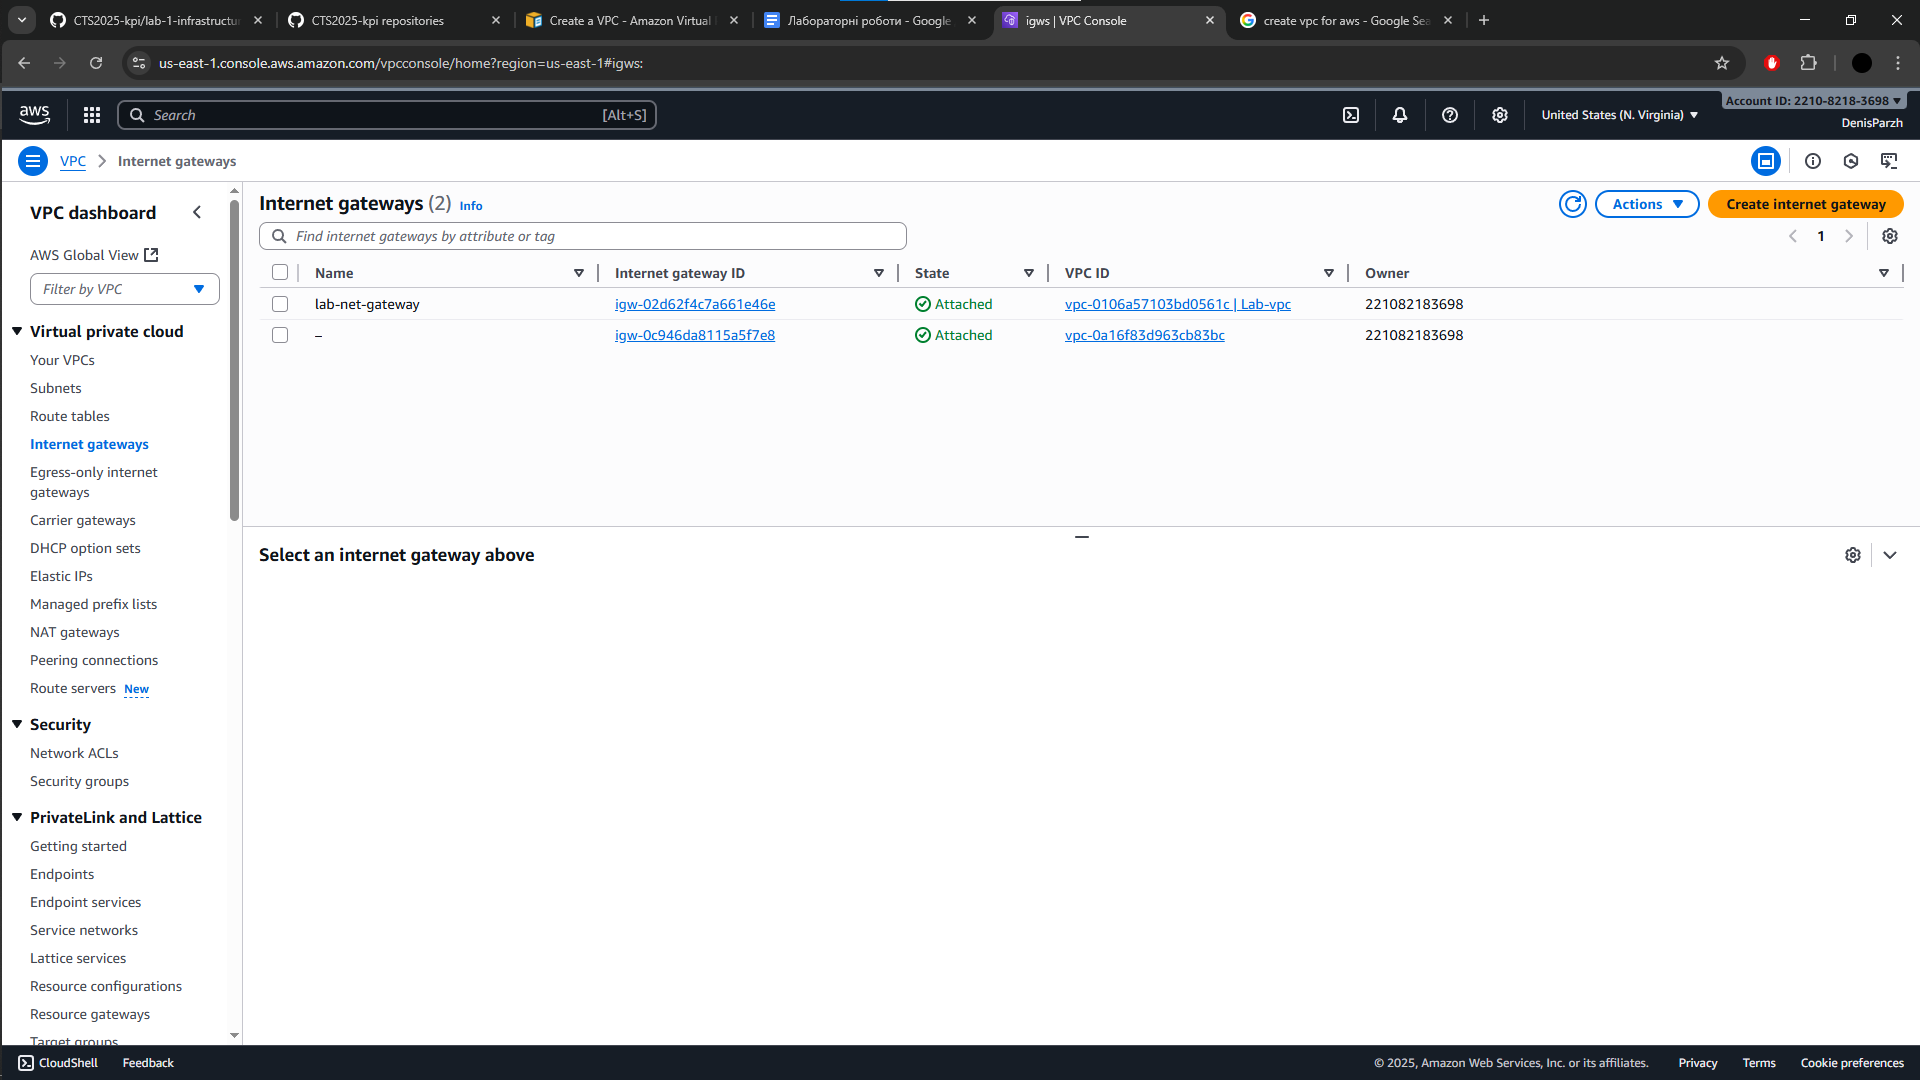 CTS2025-kpi/lab-1-infrastructur
CTS2025-kpi repositories
Create a VPC - Amazon Virtual
Лабораторні роботи - Google
igws | VPC Console
create vpc for aws - Google Sea
us-east-1.console.aws.amazon.com/vpcconsole/home?region=us-east-1#igws:
aws
Search
[Alt+S]
United States (N. Virginia)
Account ID: 2210-8218-3698
DenisParzh
VPC
Internet gateways
VPC dashboard
AWS Global View
Filter by VPC
Virtual private cloud
Your VPCs
Subnets
Route tables
Internet gateways
Egress-only internet
gateways
Carrier gateways
DHCP option sets
Elastic IPs
Managed prefix lists
NAT gateways
Peering connections
Route servers New
Security
Network ACLs
Security groups
PrivateLink and Lattice
Getting started
Endpoints
Endpoint services
Service networks
Lattice services
Resource configurations
Resource gateways
Target groups
Internet gateways (2) Info
Actions
Create internet gateway
Find internet gateways by attribute or tag
1
Name Internet gateway ID State VPC ID Owner
lab-net-gateway igw-02d62f4c7a661e46e Attached vpc-0106a57103bd0561c | Lab-vpc 221082183698
– igw-0c946da8115a5f7e8 Attached vpc-0a16f83d963cb83bc 221082183698
Select an internet gateway above
CloudShell
Feedback
© 2025, Amazon Web Services, Inc. or its affiliates.
Privacy
Terms
Cookie preferences